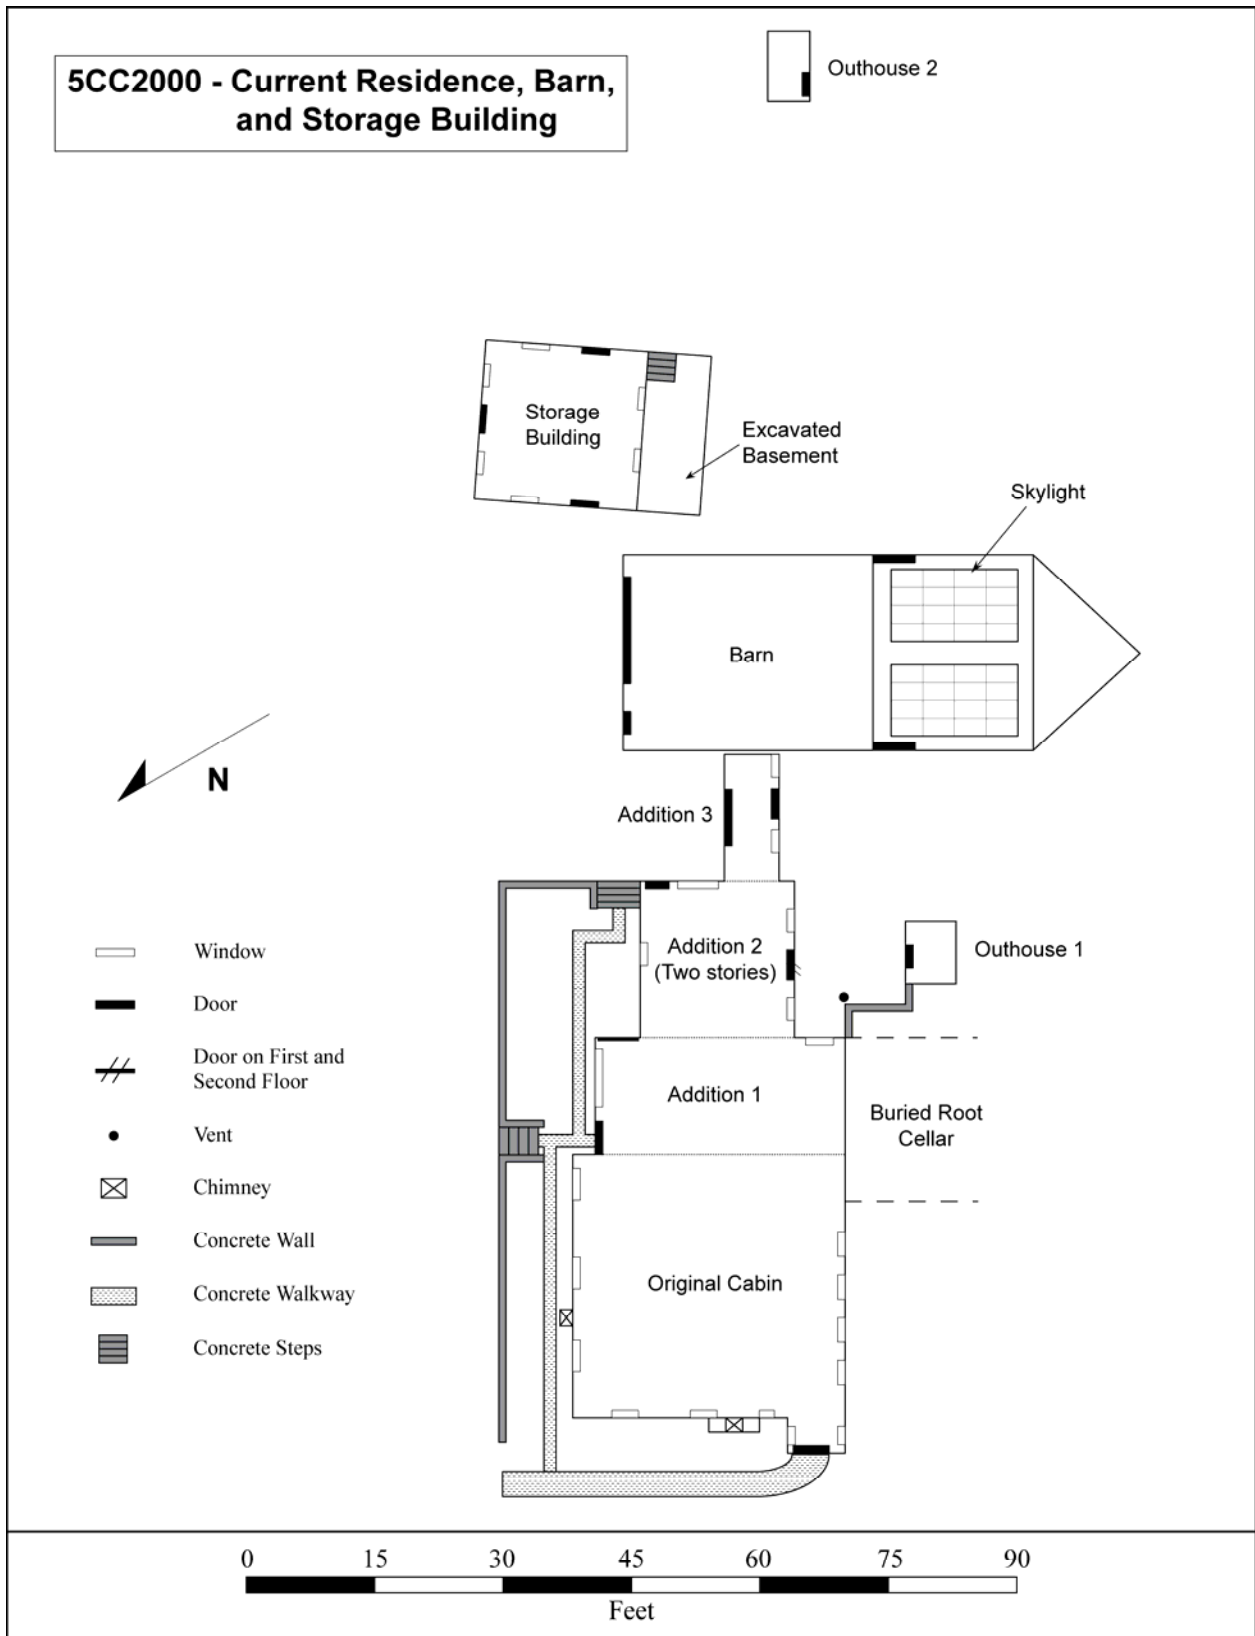 5CC2000 - Current Residence, Barn,
and Storage Building
Outhouse 2
Storage
Building
Excavated
Basement
Skylight
Barn
N
Addition 3
Addition 2
(Two stories)
Outhouse 1
Addition 1
Buried Root
Cellar
Original Cabin
Window
Door
Door on First and
Second Floor
Vent
Chimney
Concrete Wall
Concrete Walkway
Concrete Steps
0 15 30 45 60 75 90
Feet